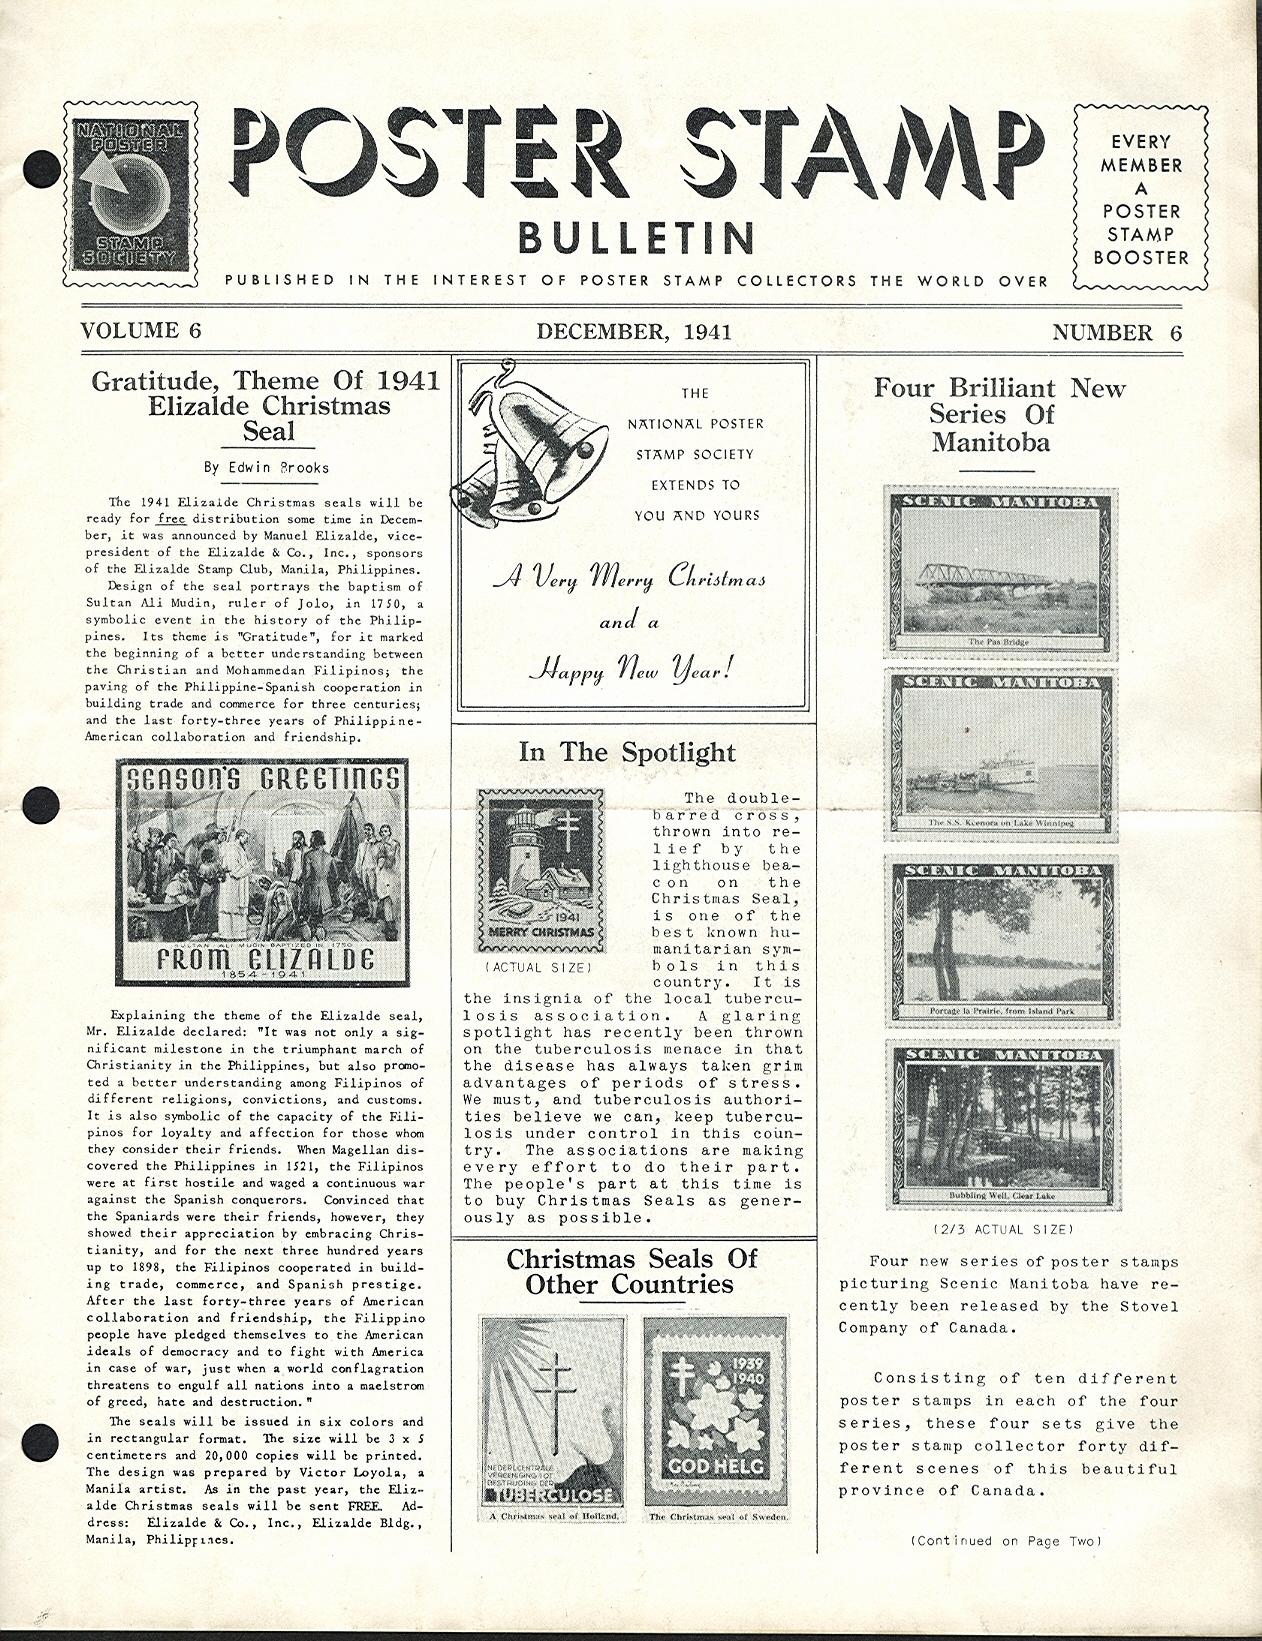 NATIONAL
POSTER
STAMP
SOCIETY
POSTER STAMP
BULLETIN
PUBLISHED IN THE INTEREST OF POSTER STAMP COLLECTORS THE WORLD OVER
EVERY
MEMBER
A
POSTER
STAMP
BOOSTER
VOLUME 6
DECEMBER, 1941
NUMBER 6
Gratitude, Theme Of 1941
Elizalde Christmas
Seal
By Edwin Brooks
The 1941 Elizalde Christmas seals will be
ready for free distribution some time in Decem-
ber, it was announced by Manuel Elizalde, vice-
president of the Elizalde & Co., Inc., sponsors
of the Elizalde Stamp Club, Manila, Philippines.
Design of the seal portrays the baptism of
Sultan Ali Mudin, ruler of Jolo, in 1750, a
symbolic event in the history of the Philip-
pines. Its theme is "Gratitude", for it marked
the beginning of a better understanding between
the Christian and Mohammedan Filipinos; the
paving of the Philippine-Spanish cooperation in
building trade and commerce for three centuries;
and the last forty-three years of Philippine-
American collaboration and friendship.
SEASON'S GREETINGS
SULTAN ALI MUDIN BAPTIZED IN 1750
FROM ELIZALDE
1854-1941
Explaining the theme of the Elizalde seal,
Mr. Elizalde declared: "It was not only a sig-
nificant milestone in the triumphant march of
Christianity in the Philippines, but also promo-
ted a better understanding among Filipinos of
different religions, convictions, and customs.
It is also symbolic of the capacity of the Fili-
pinos for loyalty and affection for those whom
they consider their friends. When Magellan dis-
covered the Philippines in 1521, the Filipinos
were at first hostile and waged a continuous war
against the Spanish conquerors. Convinced that
the Spaniards were their friends, however, they
showed their appreciation by embracing Chris-
tianity, and for the next three hundred years
up to 1898, the Filipinos cooperated in build-
ing trade, commerce, and Spanish prestige.
After the last forty-three years of American
collaboration and friendship, the Filippino
people have pledged themselves to the American
ideals of democracy and to fight with America
in case of war, just when a world conflagration
threatens to engulf all nations into a maelstrom
of greed, hate and destruction."
The seals will be issued in six colors and
in rectangular format. The size will be 3 x 5
centimeters and 20,000 copies will be printed.
The design was prepared by Victor Loyola, a
Manila artist. As in the past year, the Eliz-
alde Christmas seals will be sent FREE. Ad-
dress: Elizalde & Co., Inc., Elizalde Bldg.,
Manila, Philippines.
THE
NATIONAL POSTER
STAMP SOCIETY
EXTENDS TO
YOU AND YOURS
A Very Merry Christmas
and a
Happy New Year!
In The Spotlight
1941
MERRY CHRISTMAS
(ACTUAL SIZE)
The double-
barred cross,
thrown into re-
lief by the
lighthouse bea-
con on the
Christmas Seal,
is one of the
best known hu-
manitarian sym-
bols in this
country. It is
the insignia of the local tubercu-
losis association. A glaring
spotlight has recently been thrown
on the tuberculosis menace in that
the disease has always taken grim
advantages of periods of stress.
We must, and tuberculosis authori-
ties believe we can, keep tubercu-
losis under control in this coun-
try. The associations are making
every effort to do their part.
The people's part at this time is
to buy Christmas Seals as gener-
ously as possible.
Christmas Seals Of
Other Countries
NEDERL CENTRALE
VEREENIGING TOT
BESTRIJDING DER
TUBERCULOSE
A Christmas seal of Holland.
1939
1940
GOD HELG
The Christmas seal of Sweden.
Four Brilliant New
Series Of
Manitoba
SCENIC MANITOBA
The Pas Bridge
SCENIC MANITOBA
The S.S. Keenora on Lake Winnipeg
SCENIC MANITOBA
Portage la Prairie, from Island Park
SCENIC MANITOBA
Bubbling Well, Clear Lake
(2/3 ACTUAL SIZE)
Four new series of poster stamps
picturing Scenic Manitoba have re-
cently been released by the Stovel
Company of Canada.
Consisting of ten different
poster stamps in each of the four
series, these four sets give the
poster stamp collector forty dif-
ferent scenes of this beautiful
province of Canada.
(Continued on Page Two)